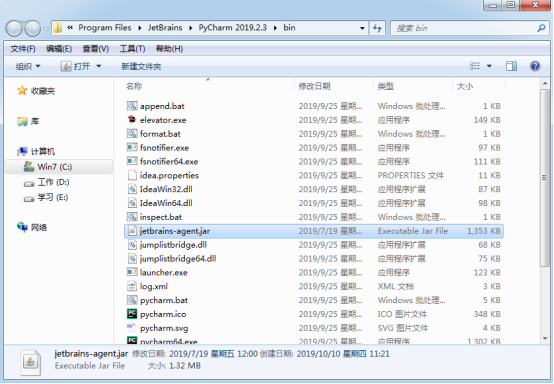 « Program Files ▸ JetBrains ▸ PyCharm 2019.2.3 ▸ bin
搜索 bin
文件(F) 编辑(E) 查看(V) 工具(T) 帮助(H)
组织 打开 新建文件夹
名称 修改日期 类型 大小
收藏夹
库
计算机
Win7 (C:)
工作 (D:)
学习 (E:)
网络
append.bat 2019/9/25 星期... Windows 批处理... 1 KB
elevator.exe 2019/9/25 星期... 应用程序 149 KB
format.bat 2019/9/25 星期... Windows 批处理... 1 KB
fsnotifier.exe 2019/9/25 星期... 应用程序 97 KB
fsnotifier64.exe 2019/9/25 星期... 应用程序 111 KB
idea.properties 2019/9/25 星期... PROPERTIES 文件 11 KB
IdeaWin32.dll 2019/9/25 星期... 应用程序扩展 87 KB
IdeaWin64.dll 2019/9/25 星期... 应用程序扩展 98 KB
inspect.bat 2019/9/25 星期... Windows 批处理... 1 KB
jetbrains-agent.jar 2019/7/19 星期... Executable Jar File 1,353 KB
jumplistbridge.dll 2019/9/25 星期... 应用程序扩展 68 KB
jumplistbridge64.dll 2019/9/25 星期... 应用程序扩展 75 KB
launcher.exe 2019/9/25 星期... 应用程序 123 KB
log.xml 2019/9/25 星期... XML 文档 3 KB
pycharm.bat 2019/9/25 星期... Windows 批处理... 5 KB
pycharm.ico 2019/9/25 星期... ICO 图片文件 348 KB
pycharm.svg 2019/9/25 星期... SVG 图片文件 4 KB
pycharm64.exe 2019/9/25 星期... 应用程序 1,302 KB
jetbrains-agent.jar 修改日期: 2019/7/19 星期五 12:00 创建日期: 2019/10/10 星期四 11:21
Executable Jar File 大小: 1.32 MB